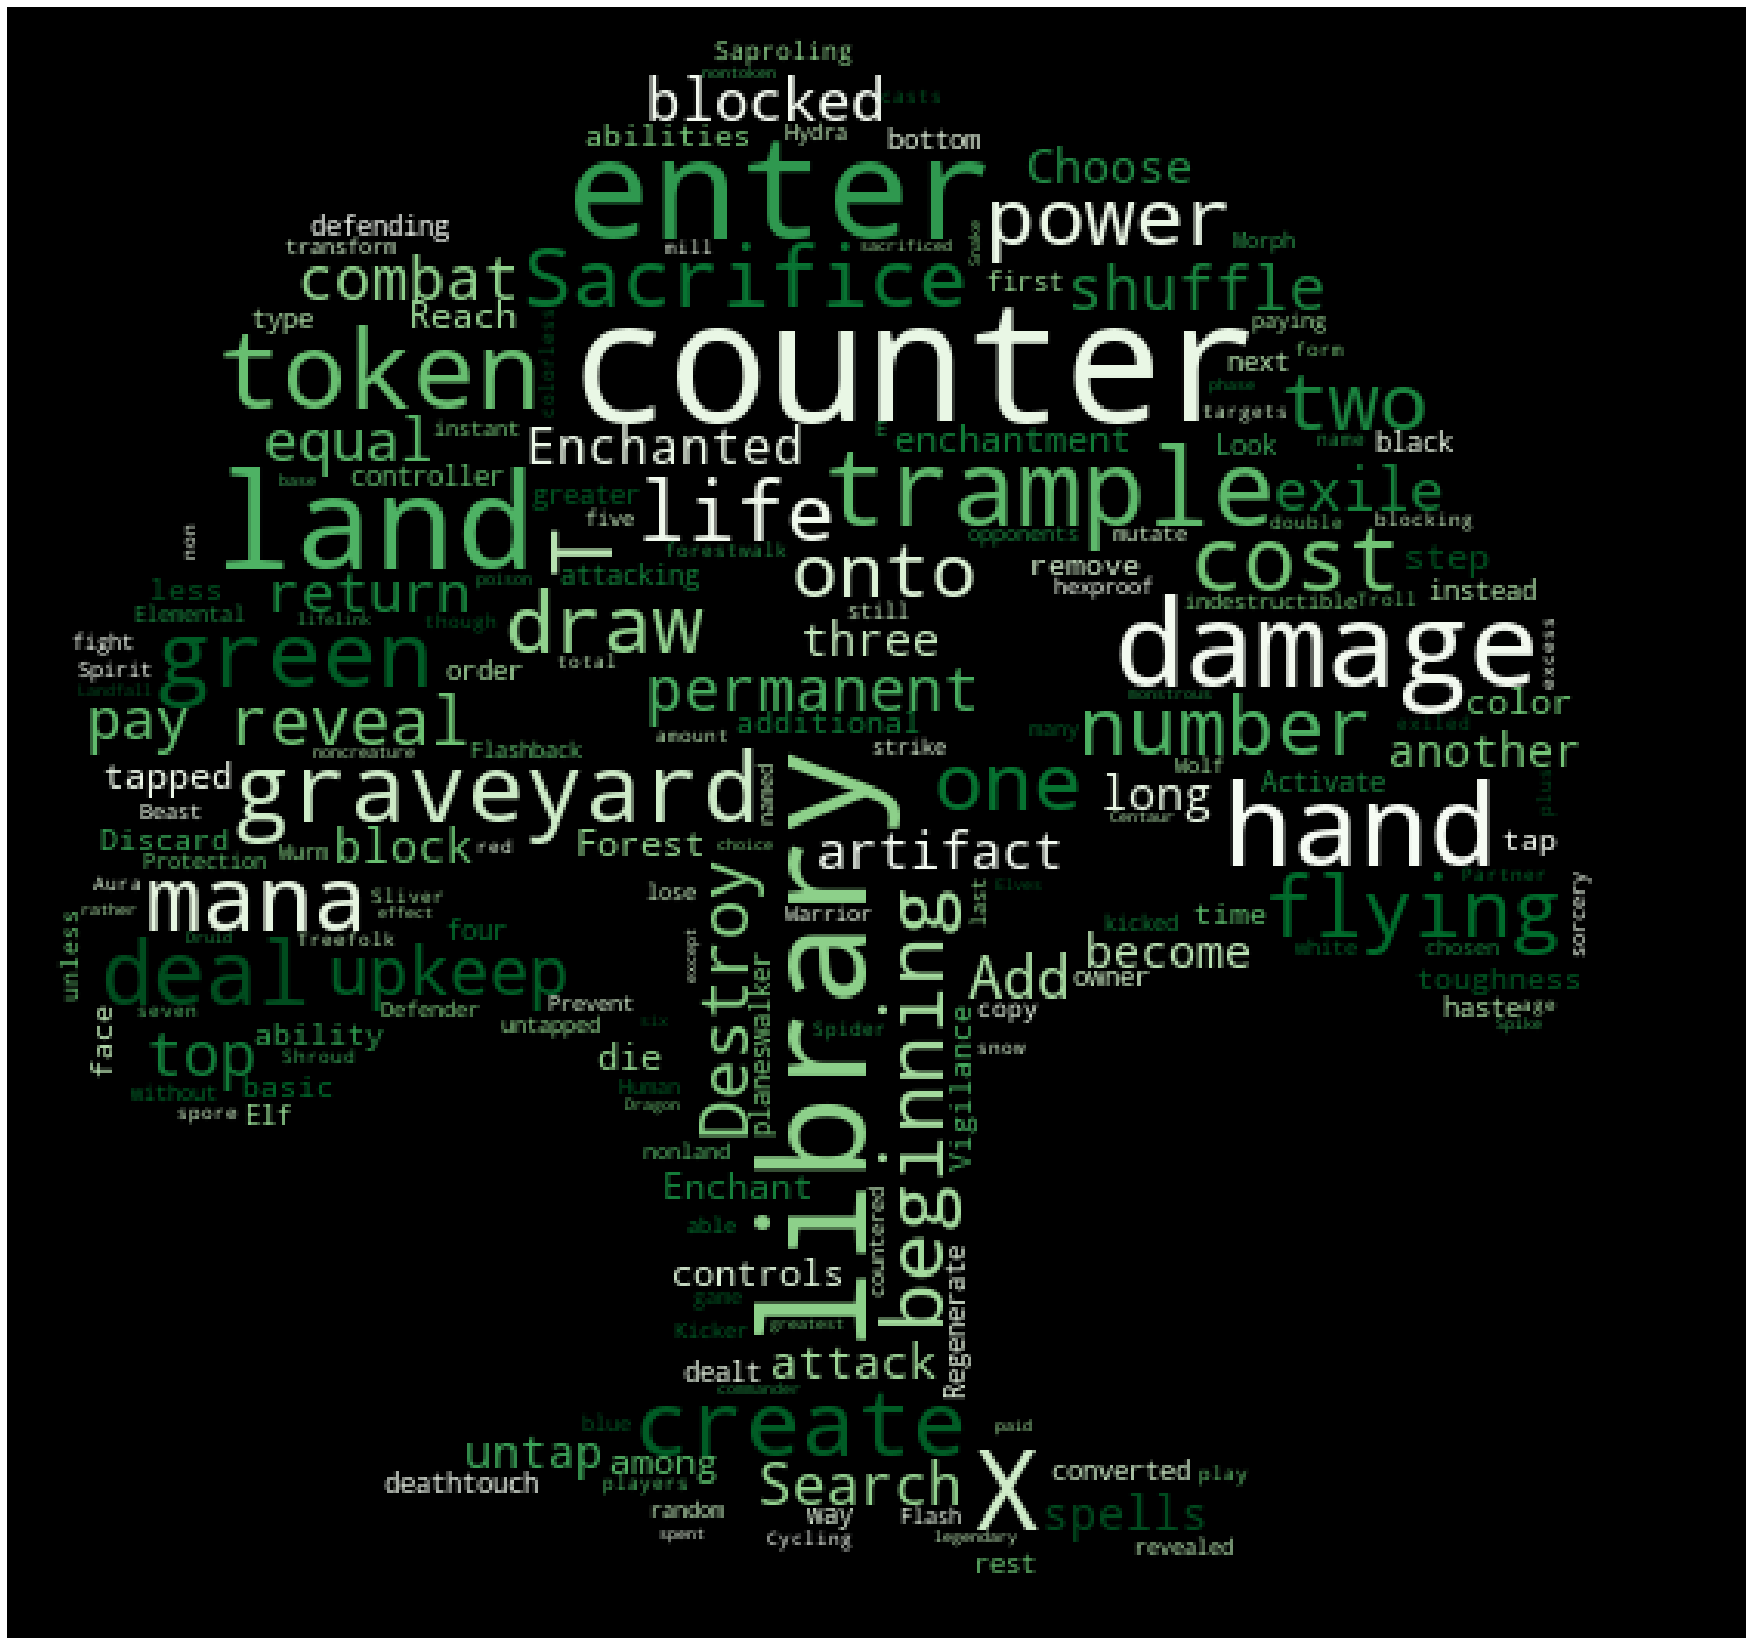 Saproling
nontoken
blocked casts
abilities Hydra bottom
enter Choose
defending power
transform mill sacrificed Snake Morph
combat Sacrifice first shuffle
type Reach colorless paying
token counter next form
phase
targets two
equal instant Enchanted E enchantment Look name black
base controller greater life trample exile
land five double blocking
non T forestwalk opponents mutate cost step
less return poison attacking onto remove hexproof instead
Elemental lifelink though draw still indestructible Troll
fight green three damage excess
Spirit order total
Landfall permanent monstrous color
pay reveal additional many number exiled
noncreature Flashback amount strike another
tapped graveyard named one Wolf Activate plus
Beast long hand
Centaur
Discard block red Forest choice artifact tap
Protection Wurm
Aura mana Sliver lose library last Elves flying Partner sorcery
rather effect Warrior kicked time
unless Druid Treefolk four except Destroy beginning become white chosen
deal upkeep planeswalker Add owner toughness
seven Defender Prevent copy haste age
face ability untapped six Spider Vigilance Spike
top Shroud die snow
without basic Human
spore Elf Dragon
nonland
Enchant
able countered
controls Regenerate
game
Kicker greatest
dealt attack
commander
blue create paid
untap among converted play
deathtouch players Search X
random way Flash spells
spent Cycling legendary revealed
rest